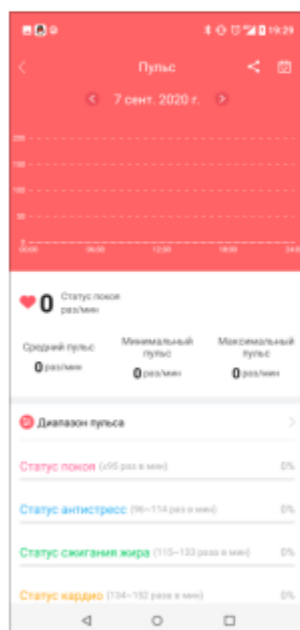 19:29
Пульс
7 сент. 2020 г.
200
150
100
50
0
00:00 06:00 12:00 18:00 24:0
0 Статус покоя
раз/мин
Средний пульс Минимальный пульс Максимальный пульс
0 раз/мин 0 раз/мин 0 раз/мин
Диапазон пульса
Статус покоя (≤95 раз в мин) 0%
Статус антистресс (96~114 раз в мин) 0%
Статус сжигания жира (115~133 раза в мин) 0%
Статус кардио (134~152 раза в мин) 0%